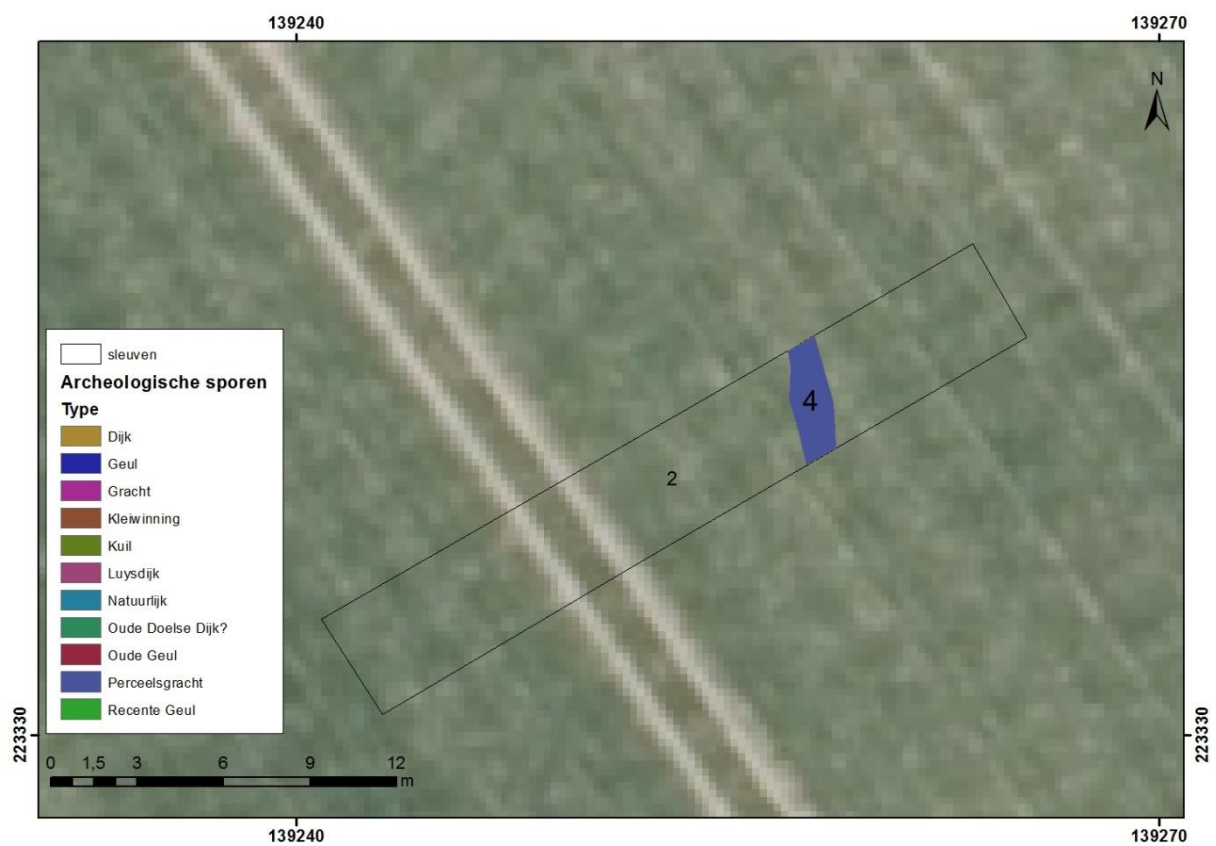 139240 139270
N
4
2
sleuven
Archeologische sporen
Type
Dijk
Geul
Gracht
Kleiwinning
Kuil
Luysdijk
Natuurlijk
Oude Doelse Dijk?
Oude Geul
Perceelsgracht
Recente Geul
223330 223330
0 1,5 3 6 9 12
m
139240 139270